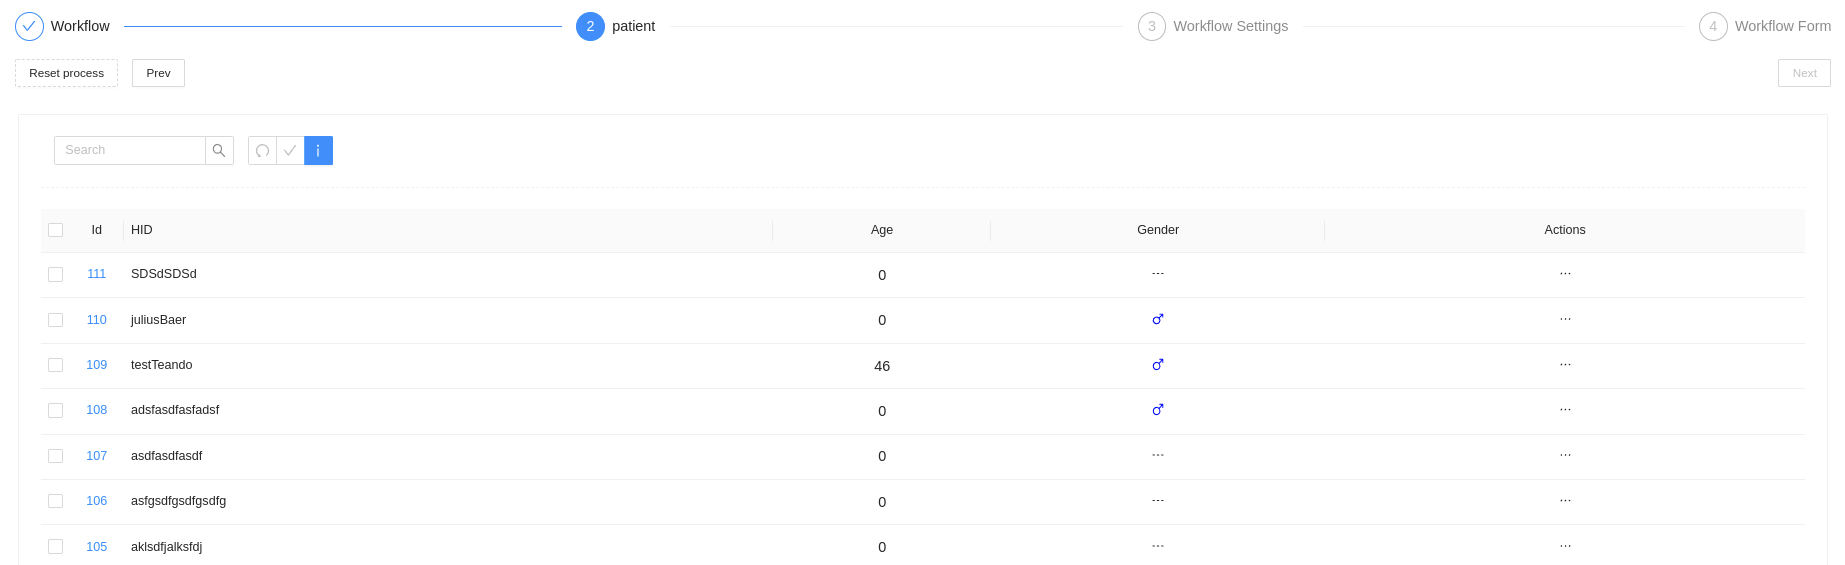 Workflow 2 patient 3 Workflow Settings 4 Workflow Form
Reset process Prev Next
Search
Id HID Age Gender Actions
111 SDSdSDSd 0 --- ···
110 juliusBaer 0 ♂ ···
109 testTeando 46 ♂ ···
108 adsfasdfasfadsf 0 ♂ ···
107 asdfasdfasdf 0 --- ···
106 asfgsdfgsdfgsdfg 0 --- ···
105 aklsdfjalksfdj 0 --- ···